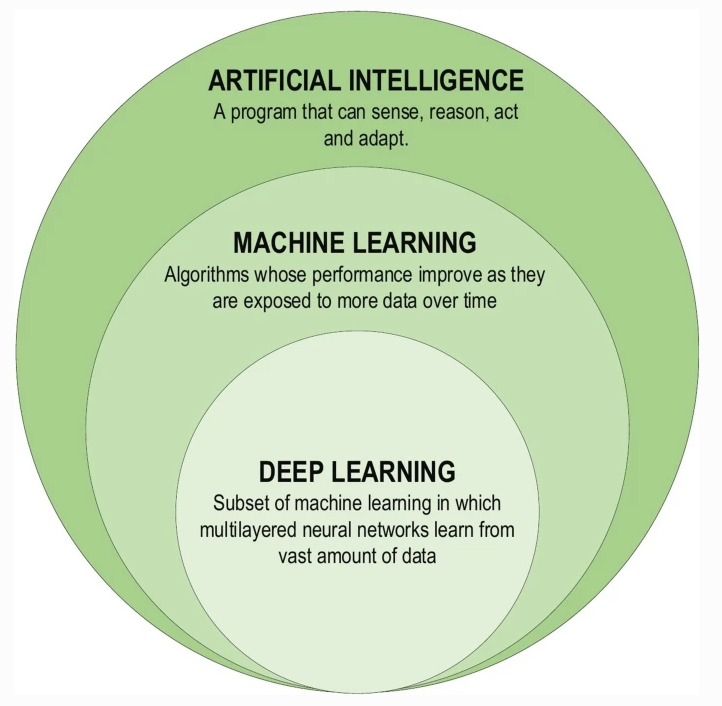 ARTIFICIAL INTELLIGENCE
A program that can sense, reason, act
and adapt.
MACHINE LEARNING
Algorithms whose performance improve as they
are exposed to more data over time
DEEP LEARNING
Subset of machine learning in which
multilayered neural networks learn from
vast amount of data